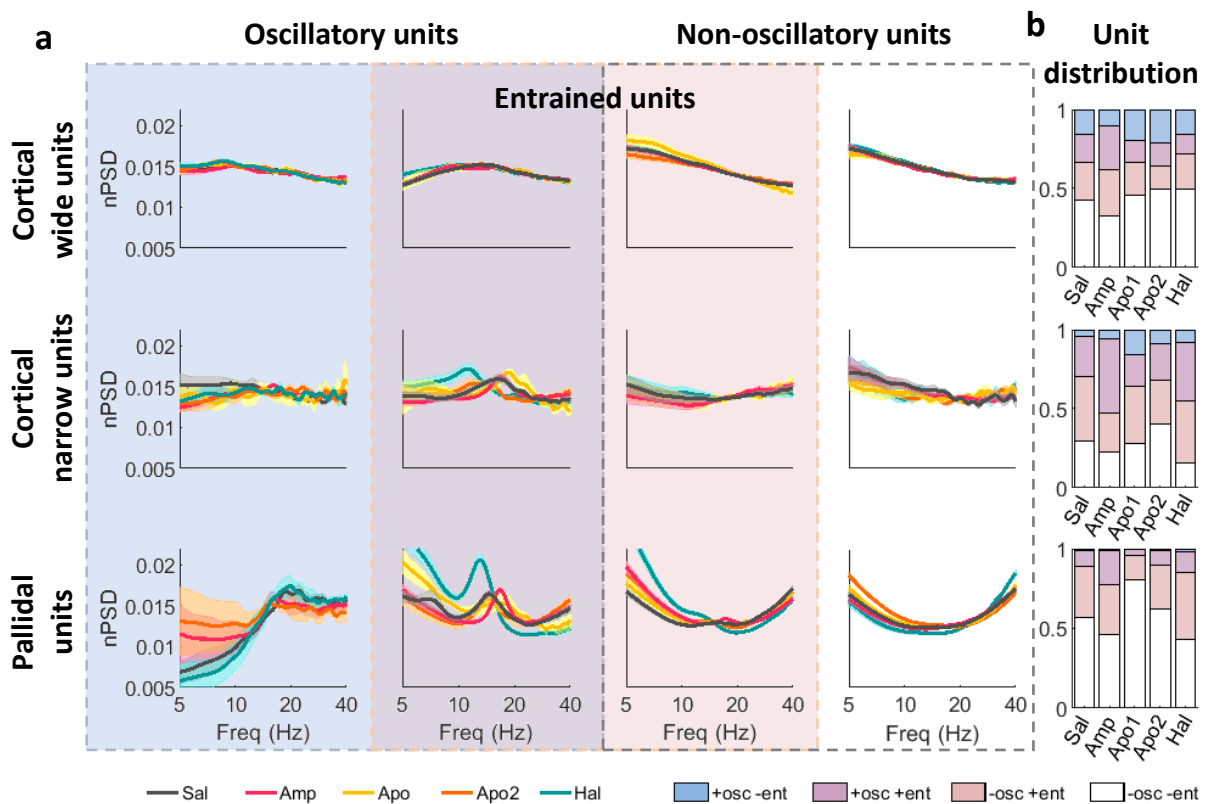 a
Oscillatory units
Non-oscillatory units
b
Unit
distribution
Entrained units
Cortical
wide units
nPSD
0.02
0.015
0.01
0.005
1
0.5
0
Sal
Amp
Apo1
Apo2
Hal
Cortical
narrow units
nPSD
0.02
0.015
0.01
0.005
1
0.5
0
Sal
Amp
Apo1
Apo2
Hal
Pallidal
units
nPSD
0.02
0.015
0.01
0.005
5 10 20 40
Freq (Hz)
5 10 20 40
Freq (Hz)
5 10 20 40
Freq (Hz)
5 10 20 40
Freq (Hz)
1
0.5
0
Sal
Amp
Apo1
Apo2
Hal
Sal Amp Apo Apo2 Hal
+osc -ent +osc +ent -osc +ent -osc -ent